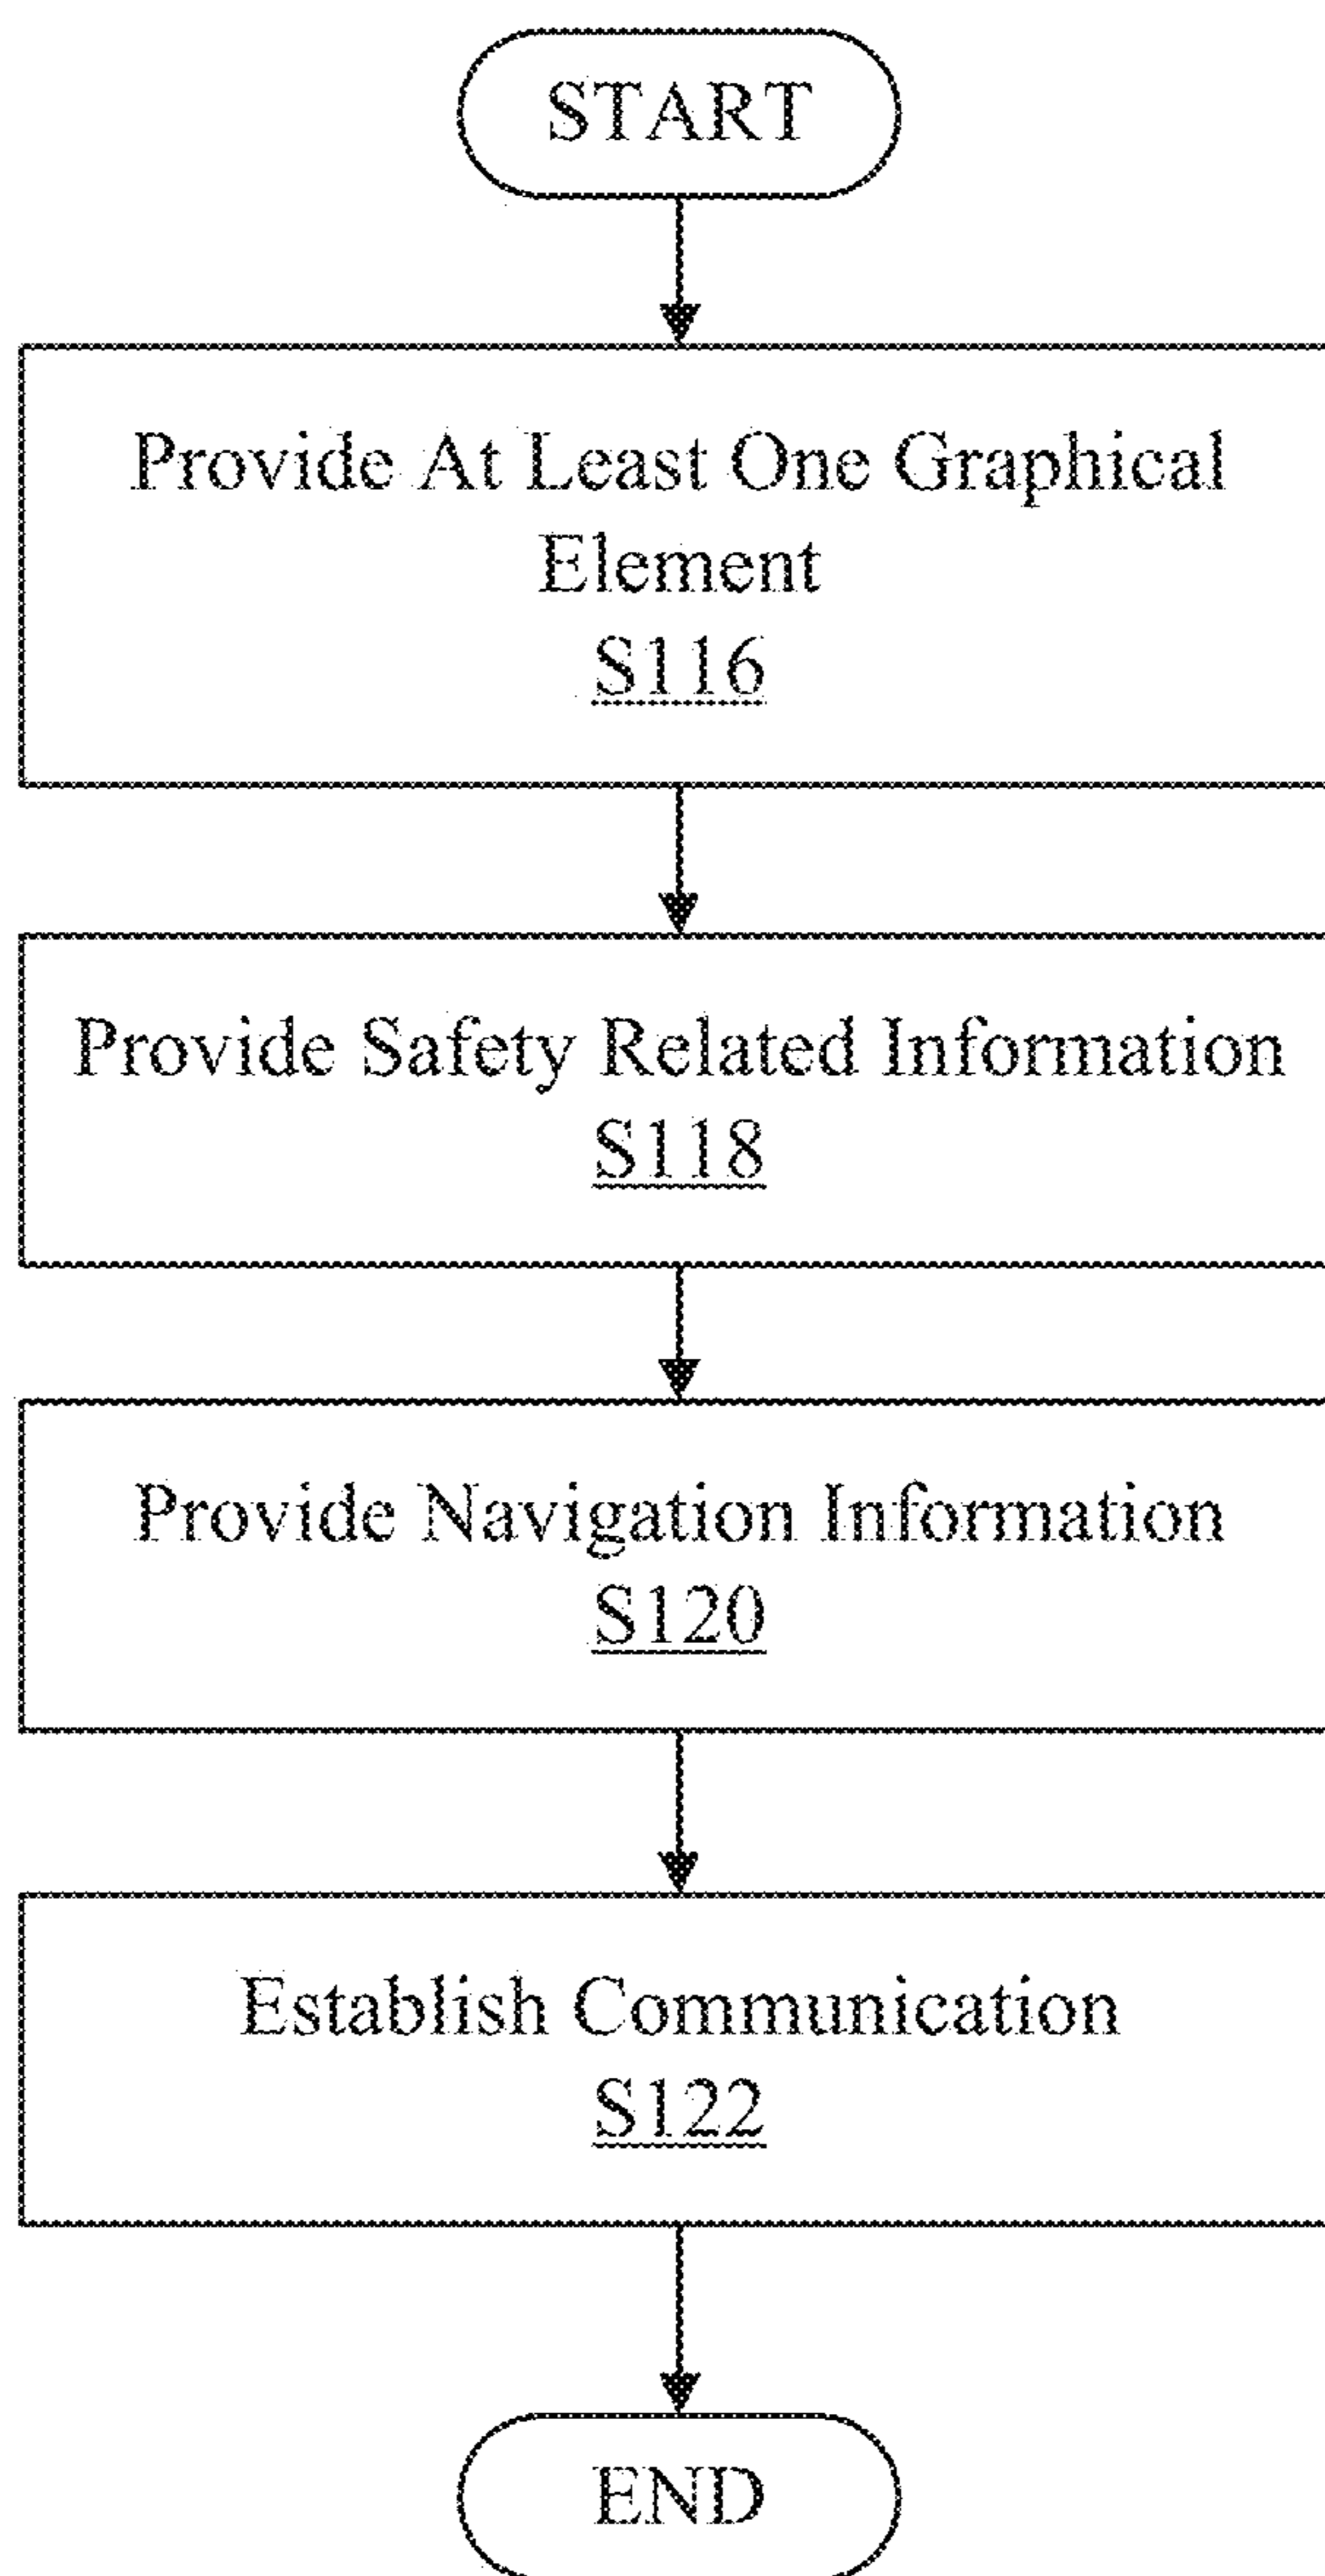 START
Provide At Least One Graphical
Element
S116
Provide Safety Related Information
S118
Provide Navigation Information
S120
Establish Communication
S122
END